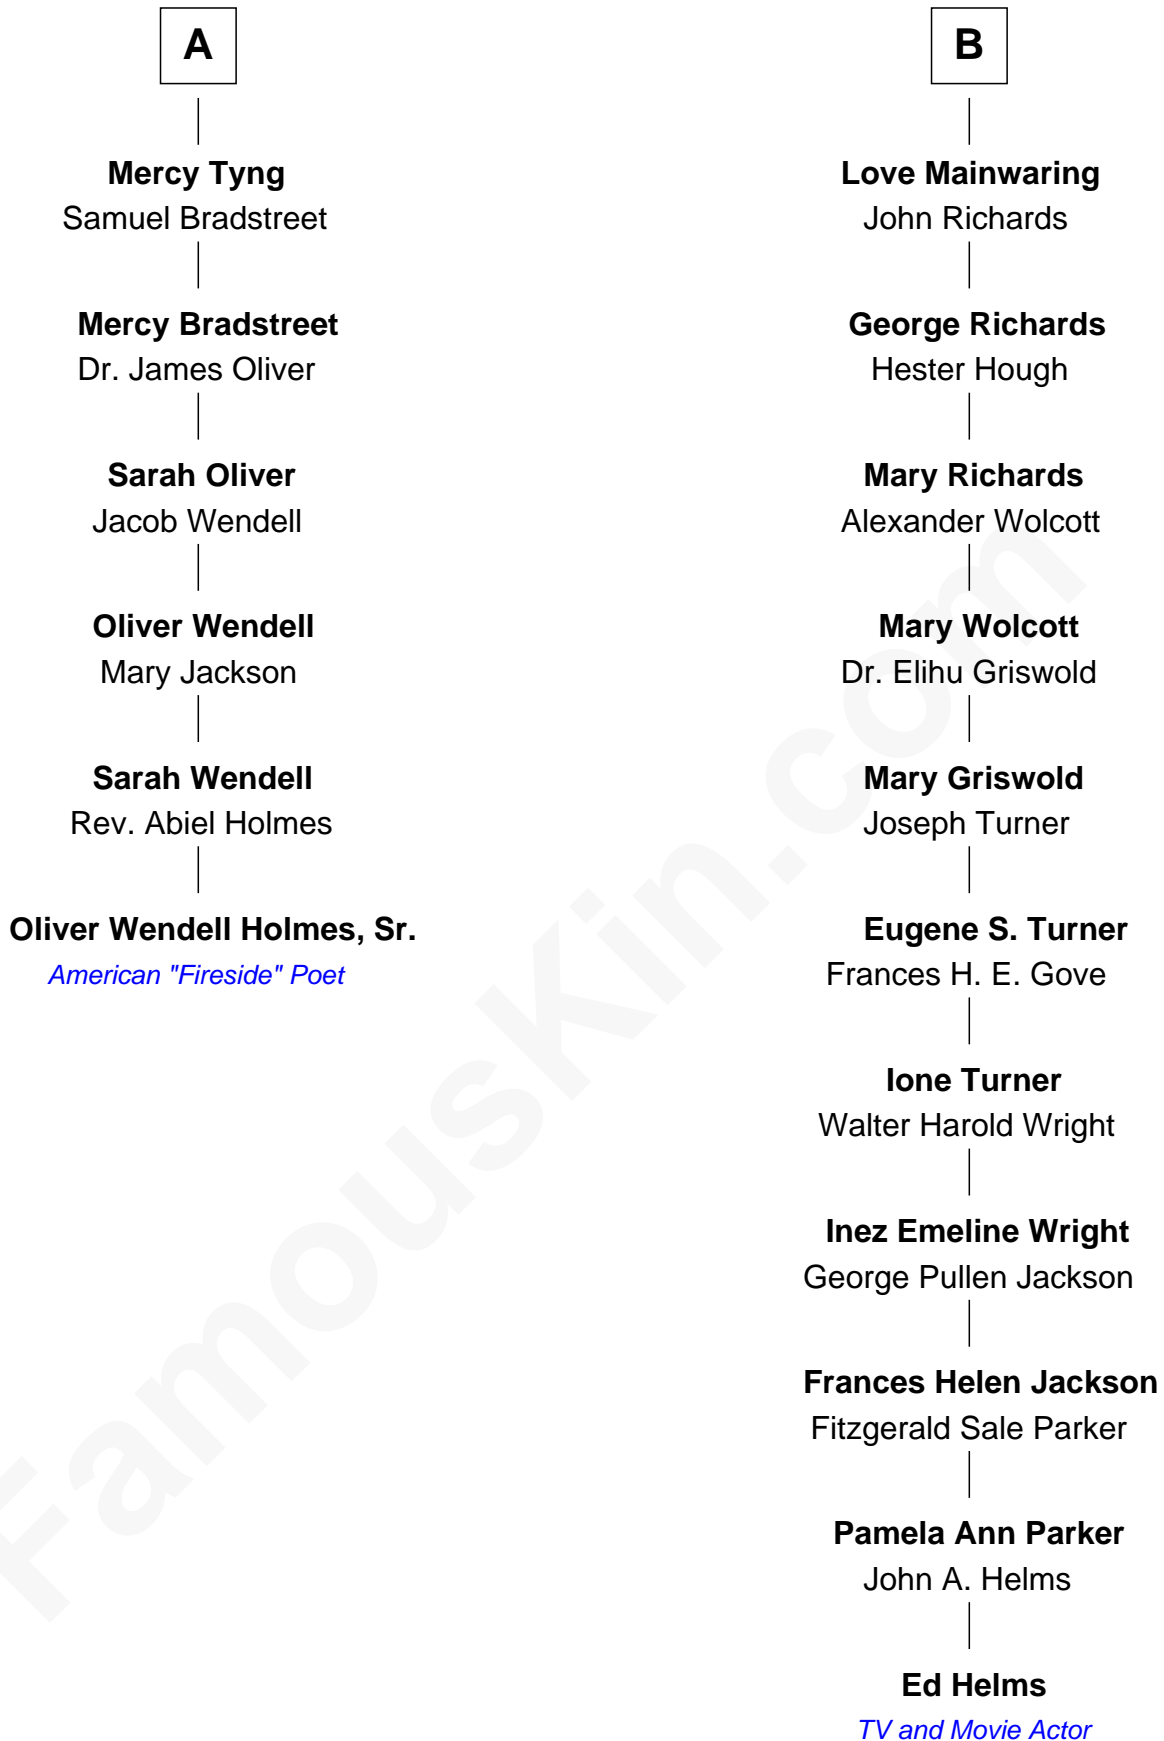 A
Mercy Tyng
Samuel Bradstreet
Mercy Bradstreet
Dr. James Oliver
Sarah Oliver
Jacob Wendell
Oliver Wendell
Mary Jackson
Sarah Wendell
Rev. Abiel Holmes
Oliver Wendell Holmes, Sr.
American "Fireside" Poet
B
Love Mainwaring
John Richards
George Richards
Hester Hough
Mary Richards
Alexander Wolcott
Mary Wolcott
Dr. Elihu Griswold
Mary Griswold
Joseph Turner
Eugene S. Turner
Frances H. E. Gove
Ione Turner
Walter Harold Wright
Inez Emeline Wright
George Pullen Jackson
Frances Helen Jackson
Fitzgerald Sale Parker
Pamela Ann Parker
John A. Helms
Ed Helms
TV and Movie Actor
FamousKin.com